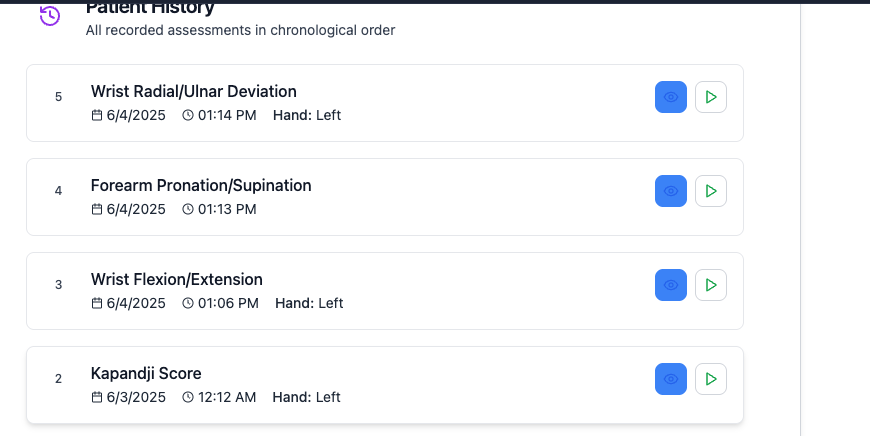 Patient History
All recorded assessments in chronological order
5
Wrist Radial/Ulnar Deviation
6/4/2025 01:14 PM Hand: Left
4
Forearm Pronation/Supination
6/4/2025 01:13 PM
3
Wrist Flexion/Extension
6/4/2025 01:06 PM Hand: Left
2
Kapandji Score
6/3/2025 12:12 AM Hand: Left